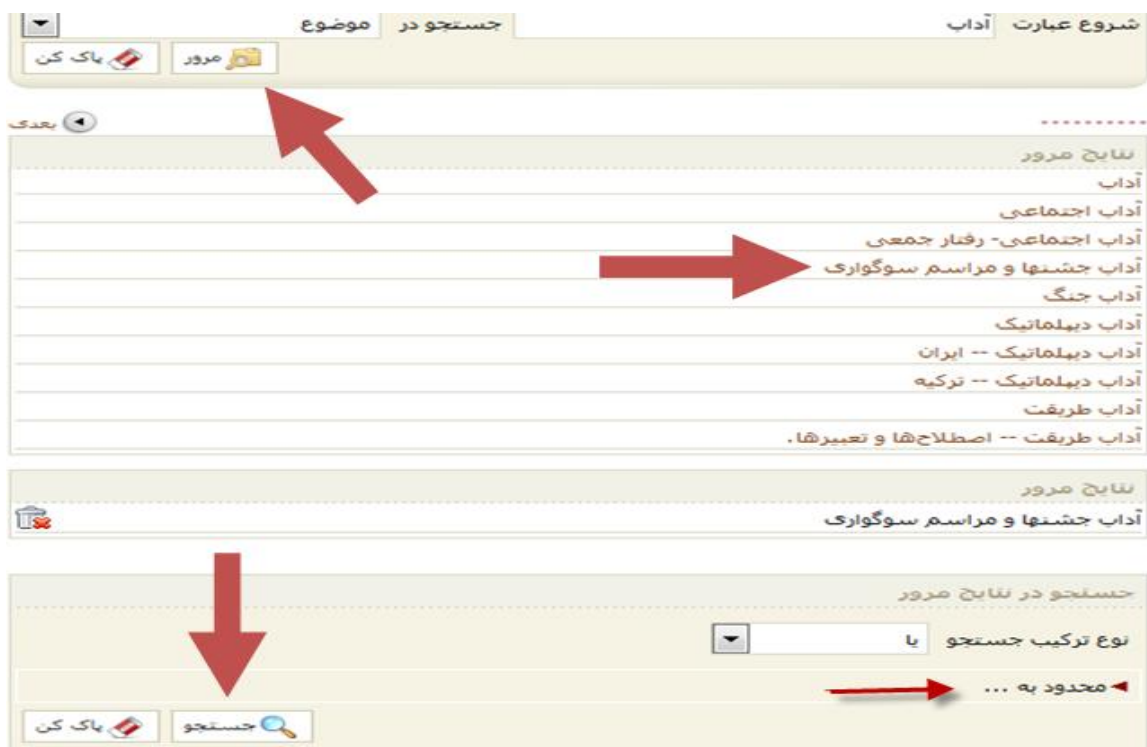 شروع عبارت آداب جستجو در موضوع
مرور پاک کن
بعدی
نتایج مرور
آداب
آداب اجتماعی
آداب اجتماعی- رفتار جمعی
آداب جشنها و مراسم سوگواری
آداب جنگ
آداب دیپلماتیک
آداب دیپلماتیک -- ایران
آداب دیپلماتیک -- ترکیه
آداب طریقت
آداب طریقت -- اصطلاح‌ها و تعبیرها.
نتایج مرور
آداب جشنها و مراسم سوگواری
جستجو در نتایج مرور
نوع ترکیب جستجو یا
محدود به ...
جستجو پاک کن